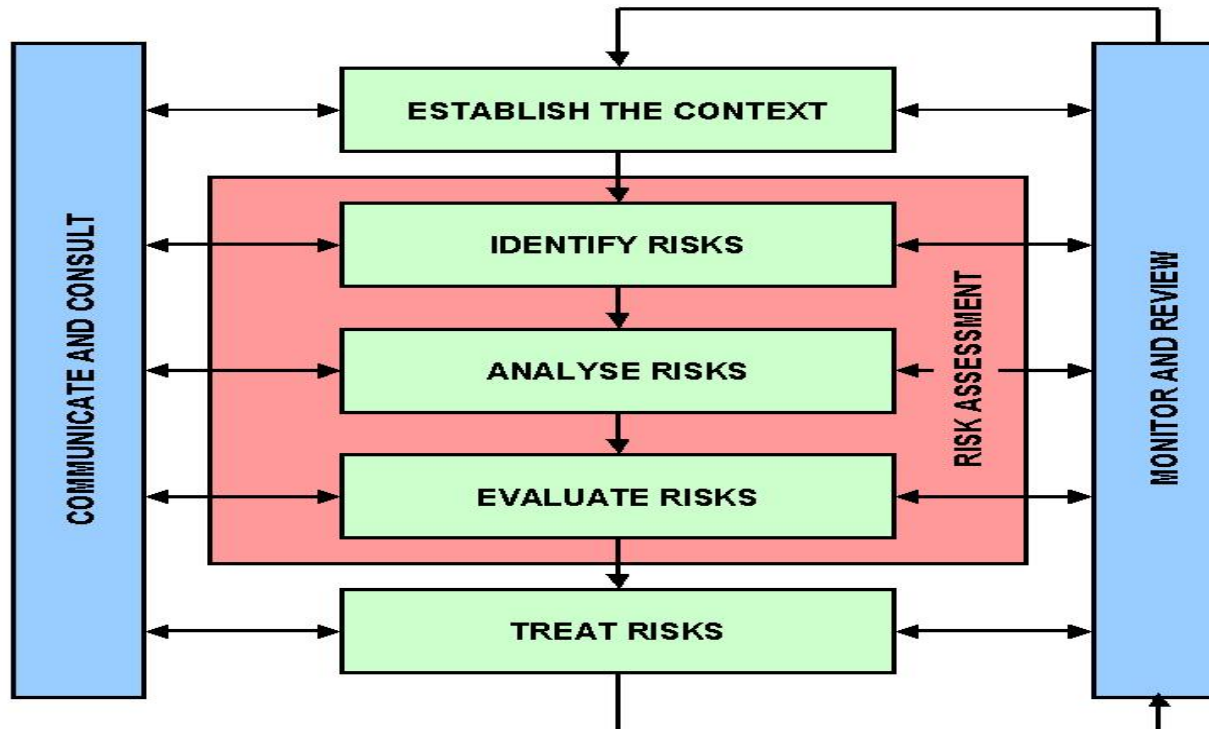 COMMUNICATE AND CONSULT
ESTABLISH THE CONTEXT
IDENTIFY RISKS
ANALYSE RISKS
EVALUATE RISKS
TREAT RISKS
RISK ASSESSMENT
MONITOR AND REVIEW